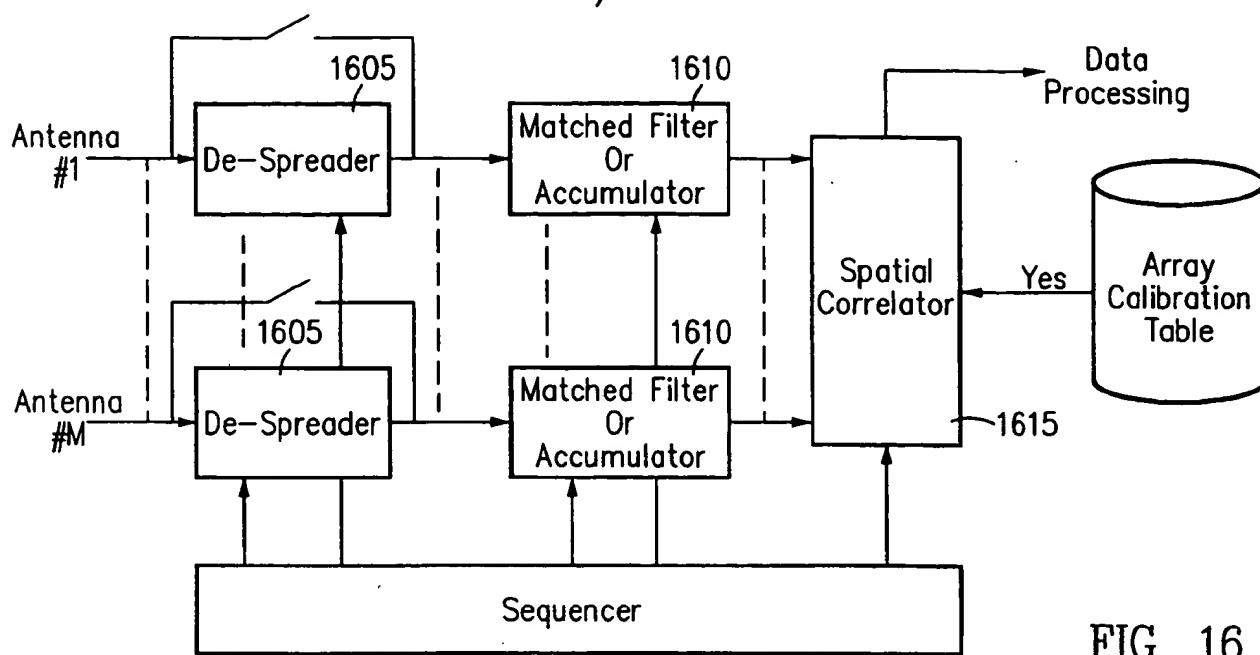 1605
1610
Data
Processing
Antenna
#1
De-Spreader
Matched Filter
Or
Accumulator
Spatial
Correlator
Yes
Array
Calibration
Table
1605
1610
Antenna
#M
De-Spreader
Matched Filter
Or
Accumulator
1615
Sequencer
FIG. 16